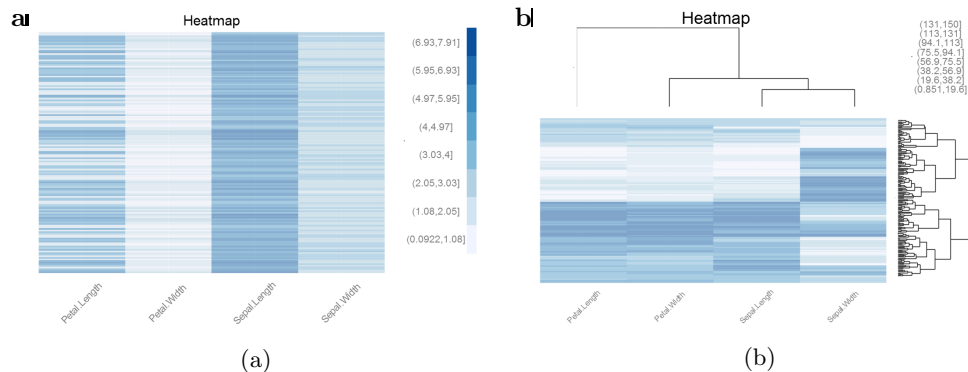 a
Heatmap
(6.93,7.91]
(5.95,6.93]
(4.97,5.95]
(4,4.97]
(3.03,4]
(2.05,3.03]
(1.08,2.05]
(0.0922,1.08]
Petal.Length
Petal.Width
Sepal.Length
Sepal.Width
(a)
b
Heatmap
(131,150]
(113,131]
(94.1,113]
(75.5,94.1]
(56.9,75.5]
(38.2,56.9]
(19.6,38.2]
(0.851,19.6]
Petal.Length
Petal.Width
Sepal.Length
Sepal.Width
(b)